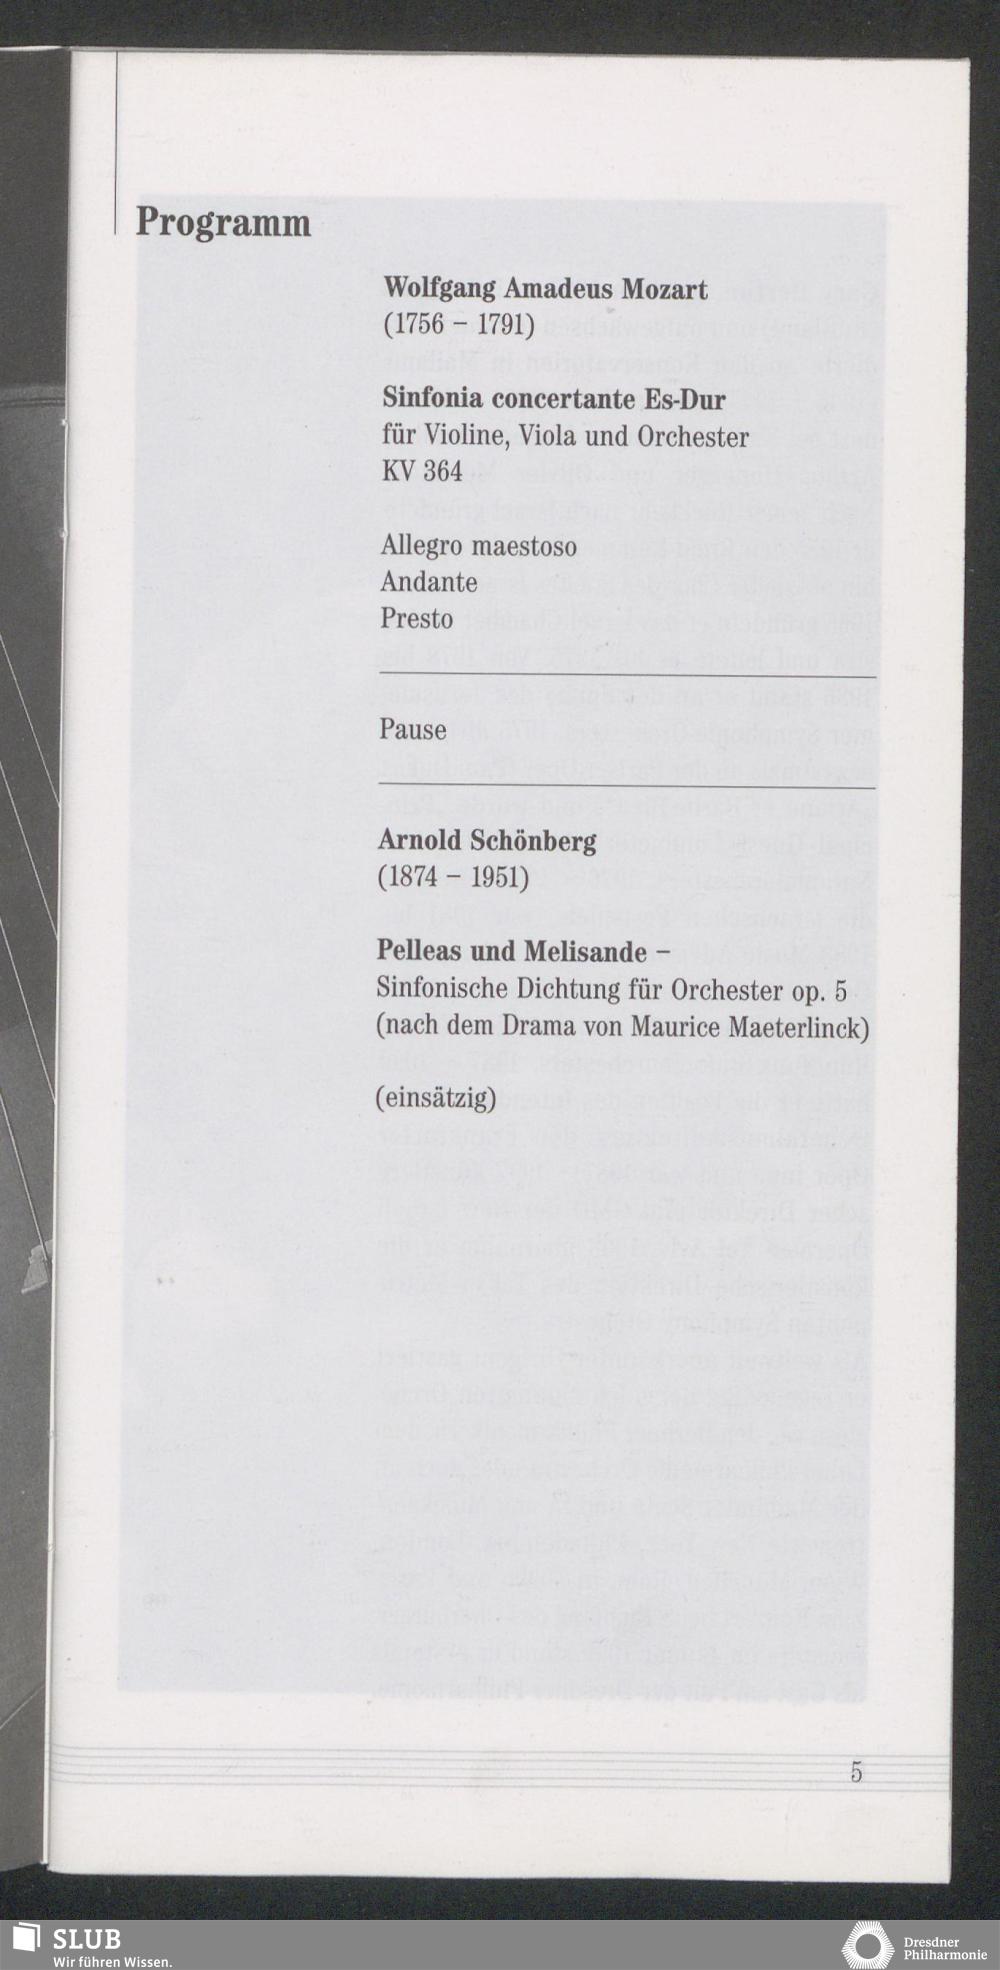 Programm
Wolfgang Amadeus Mozart
(1756 – 1791)
Sinfonia concertante Es-Dur
für Violine, Viola und Orchester
KV 364
Allegro maestoso
Andante
Presto
Pause
Arnold Schönberg
(1874 – 1951)
Pelleas und Melisande –
Sinfonische Dichtung für Orchester op. 5
(nach dem Drama von Maurice Maeterlinck)
(einsätzig)
5
SLUB
Wir führen Wissen.
Dresdner
Philharmonie